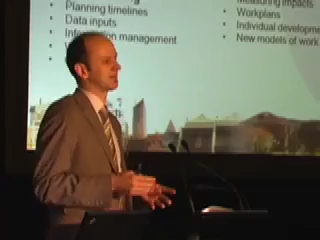 Planning timelines
• Data inputs
• Information management
Measuring impacts
• Workplans
• Individual developme
• New models of work